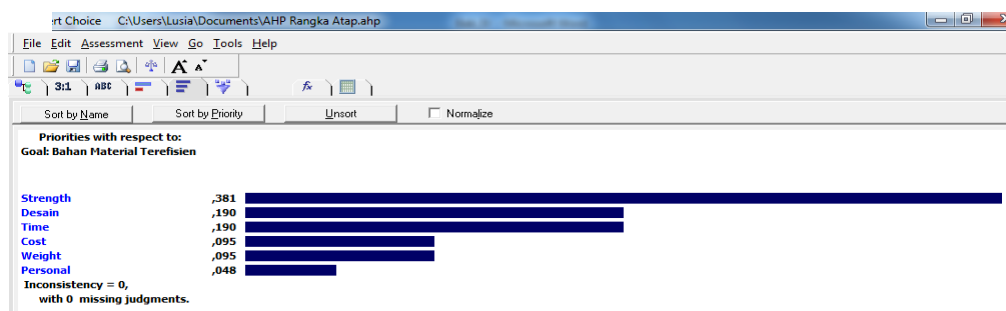 rt Choice C:\Users\Lusia\Documents\AHP Rangka Atap.ahp
File Edit Assessment View Go Tools Help
A A
3:1 ABC fx
Sort by Name Sort by Priority Unsort Normalize
Priorities with respect to:
Goal: Bahan Material Terefisien
Strength ,381
Desain ,190
Time ,190
Cost ,095
Weight ,095
Personal ,048
Inconsistency = 0,
with 0 missing judgments.